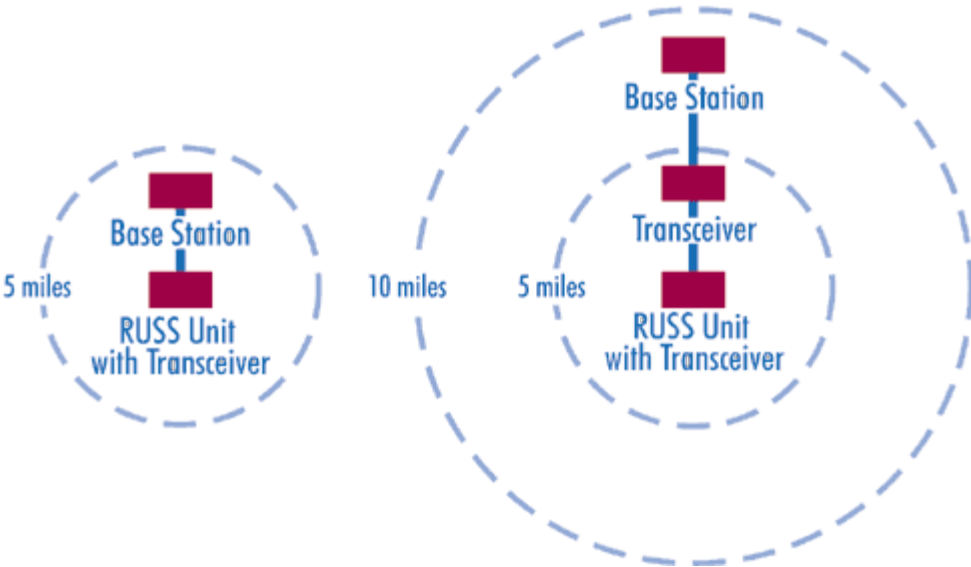 Base Station
5 miles
RUSS Unit
with Transceiver
Base Station
Transceiver
10 miles
5 miles
RUSS Unit
with Transceiver